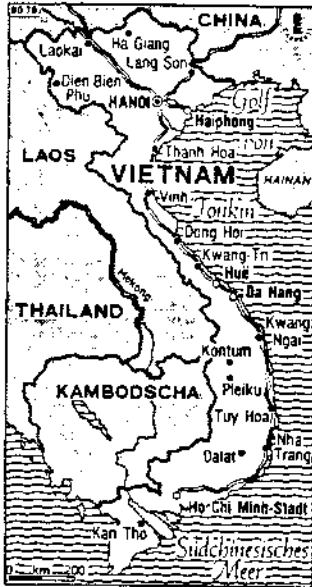 CHINA
Ha Giang
Laokai
Lang Son
Dien Bien
Phu
HANOI
Golf
Haiphong
von
LAOS
Thanh Hoa
HAINAN
VIETNAM
Vinh
Tonkin
Dong Hoi
Kwang-Tri
Huê
Mekong
Da Nang
THAILAND
Kwang
Ngai
Kontum
KAMBODSCHA
Pleiku
Tuy Hoa
Nha
Trang
Dalat
Ho-Chi Minh-Stadt
Kan Tho
Südchinesisches
Meer
0 km 200